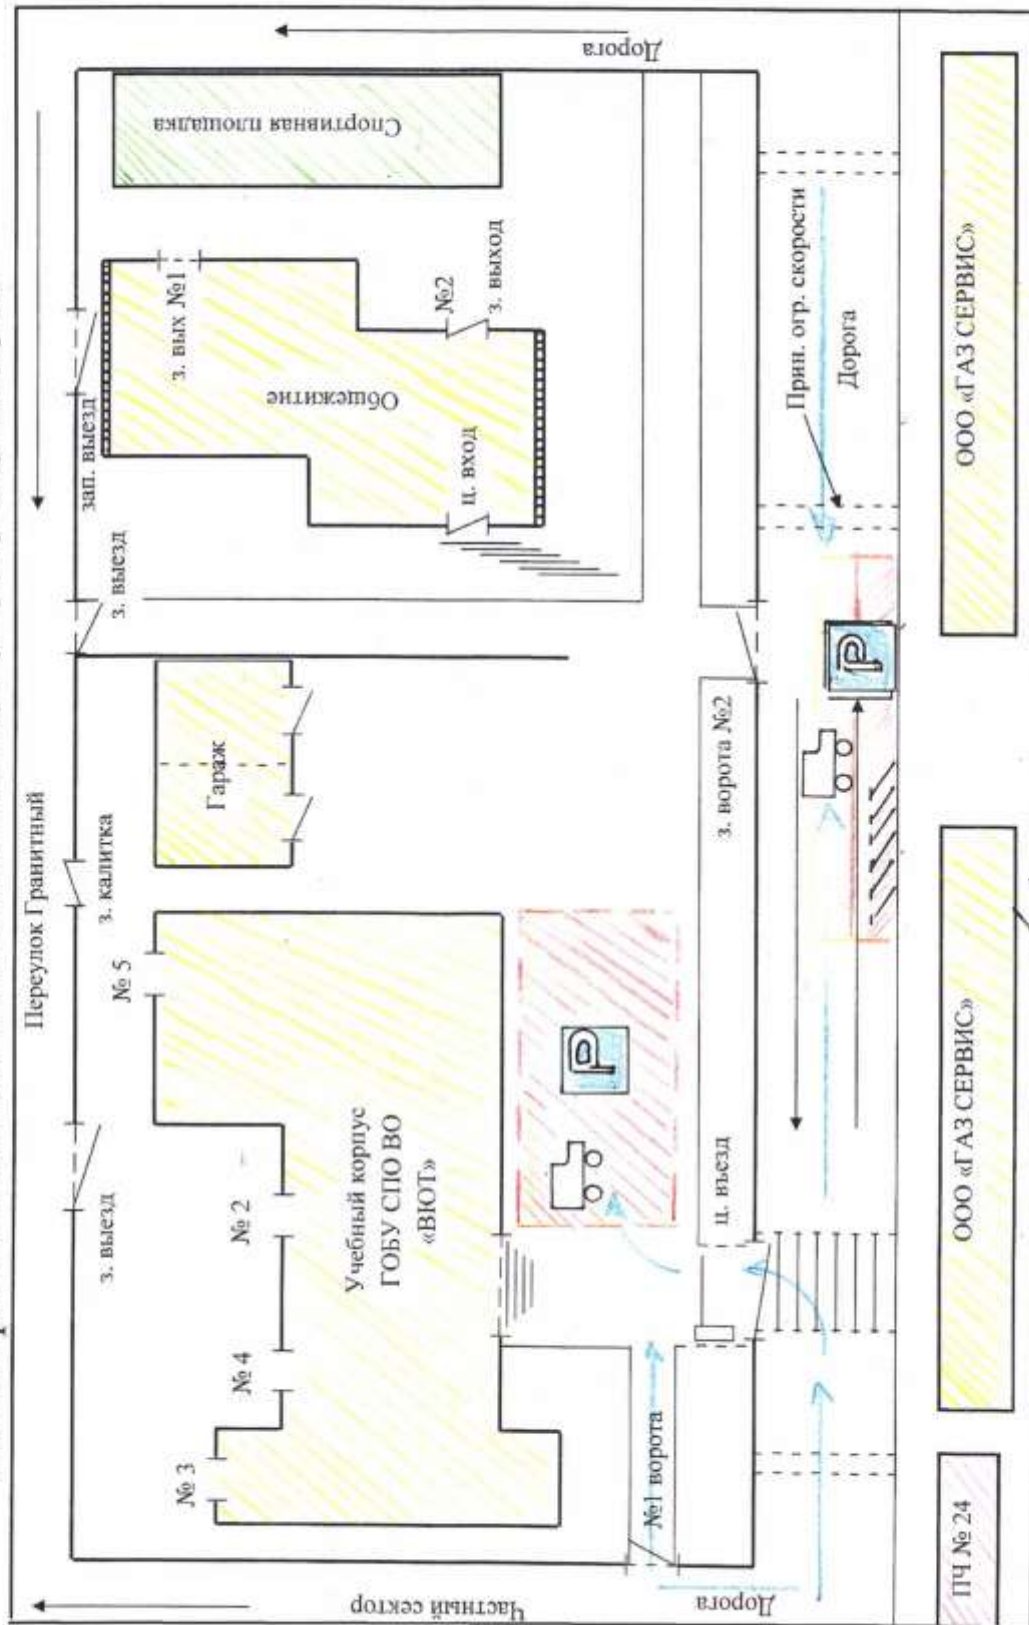 Переулок Гранитный
з. выезд
з. калитка
з. выезд
зап. выезд
Дорога
Спортивная площадка
з. вых №1
№2
з. выход
Общежитие
ц. вход
Гараж
№ 5
№ 2
№ 4
№ 3
Учебный корпус
ГОБУ СПО ВО
«ВЮТ»
P
ц. въезд
з. ворота №2
№1 ворота
Частный сектор
Дорога
Прин. огр. скорости
Дорога
P
ПЧ № 24
ООО «ГАЗ СЕРВИС»
ООО «ГАЗ СЕРВИС»